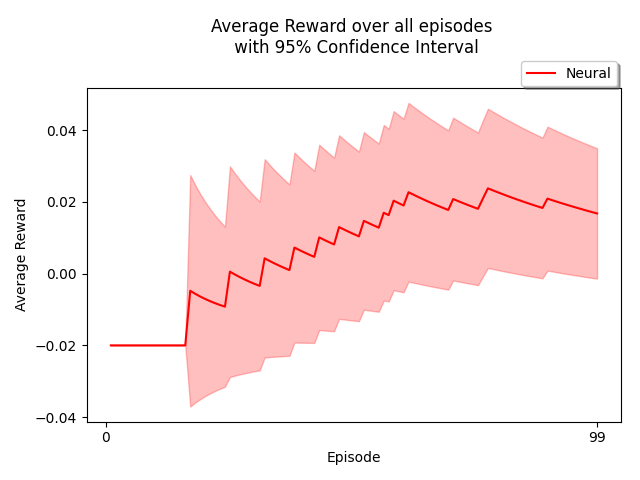 Average Reward over all episodes
with 95% Confidence Interval
Neural
0.04
0.02
0.00
−0.02
−0.04
Average Reward
0
99
Episode